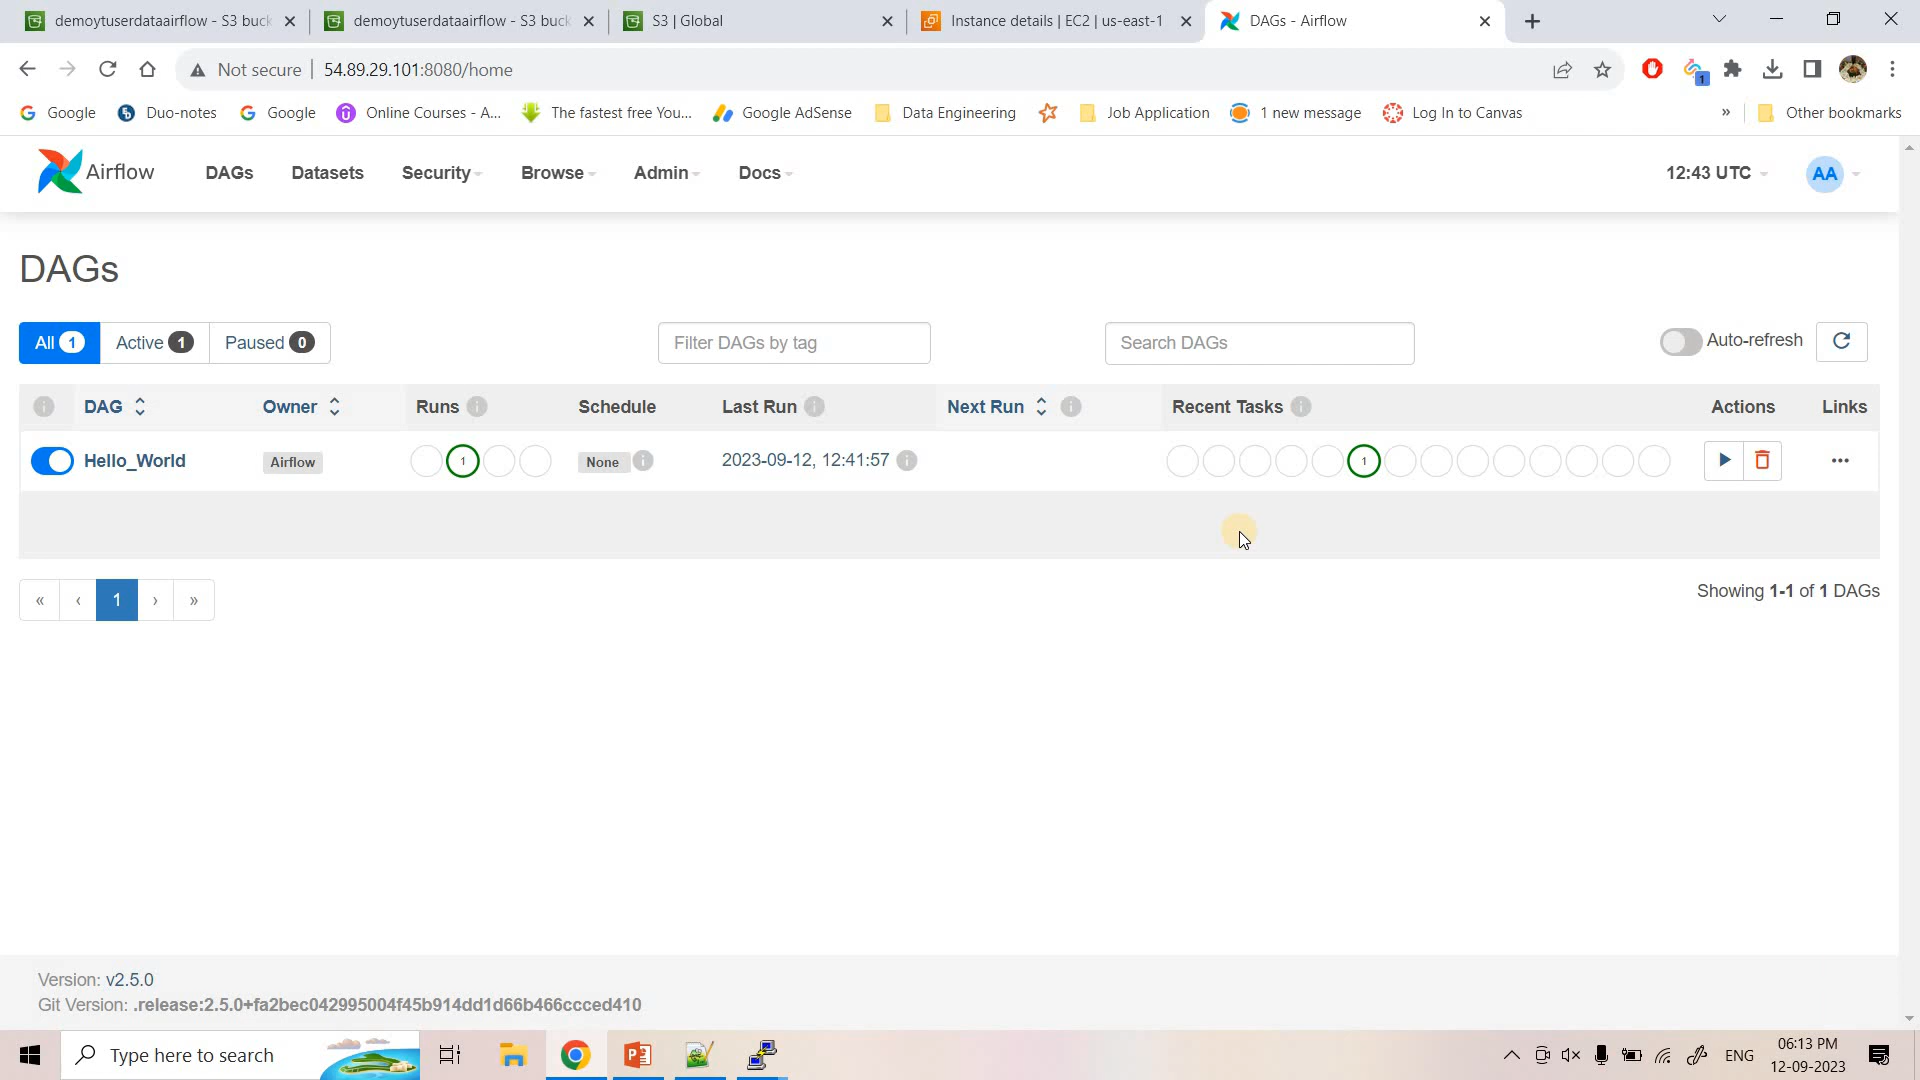 demoytuserdataairflow - S3 buck
demoytuserdataairflow - S3 buck
S3 | Global
Instance details | EC2 | us-east-1
DAGs - Airflow
Not secure
54.89.29.101:8080/home
1
Google
Duo-notes
Google
Online Courses - A...
The fastest free You...
Google AdSense
Data Engineering
Job Application
1 new message
Log In to Canvas
»
Other bookmarks
Airflow
DAGs
Datasets
Security
Browse
Admin
Docs
12:43 UTC
AA
DAGs
All 1
Active 1
Paused 0
Filter DAGs by tag
Search DAGs
Auto-refresh
DAG
Owner
Runs
Schedule
Last Run
Next Run
Recent Tasks
Actions
Links
Hello_World
Airflow
1
None
2023-09-12, 12:41:57
1
«
‹
1
›
»
Showing 1-1 of 1 DAGs
Version: v2.5.0
Git Version: .release:2.5.0+fa2bec042995004f45b914dd1d66b466ccced410
Type here to search
ENG
06:13 PM
12-09-2023